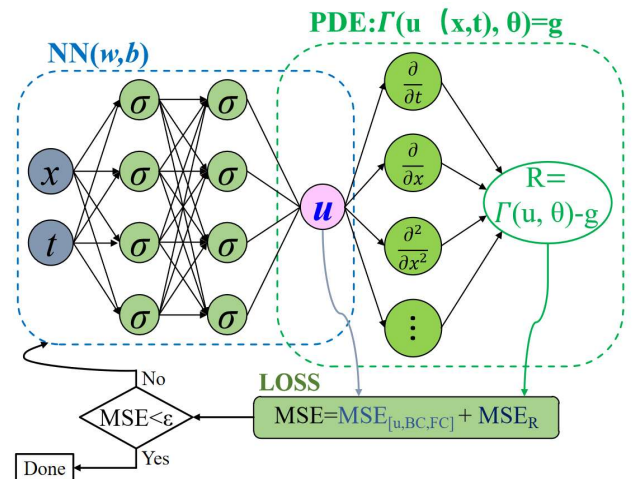 PDE:Γ(u (x,t), θ)=g
NN(w,b)
x
t
σ
σ
σ
σ
σ
σ
σ
σ
u
∂/∂t
∂/∂x
∂²/∂x²
⋮
R=
Γ(u, θ)-g
LOSS
MSE=MSE[u,BC,FC] + MSER
No
MSE<ε
Yes
Done